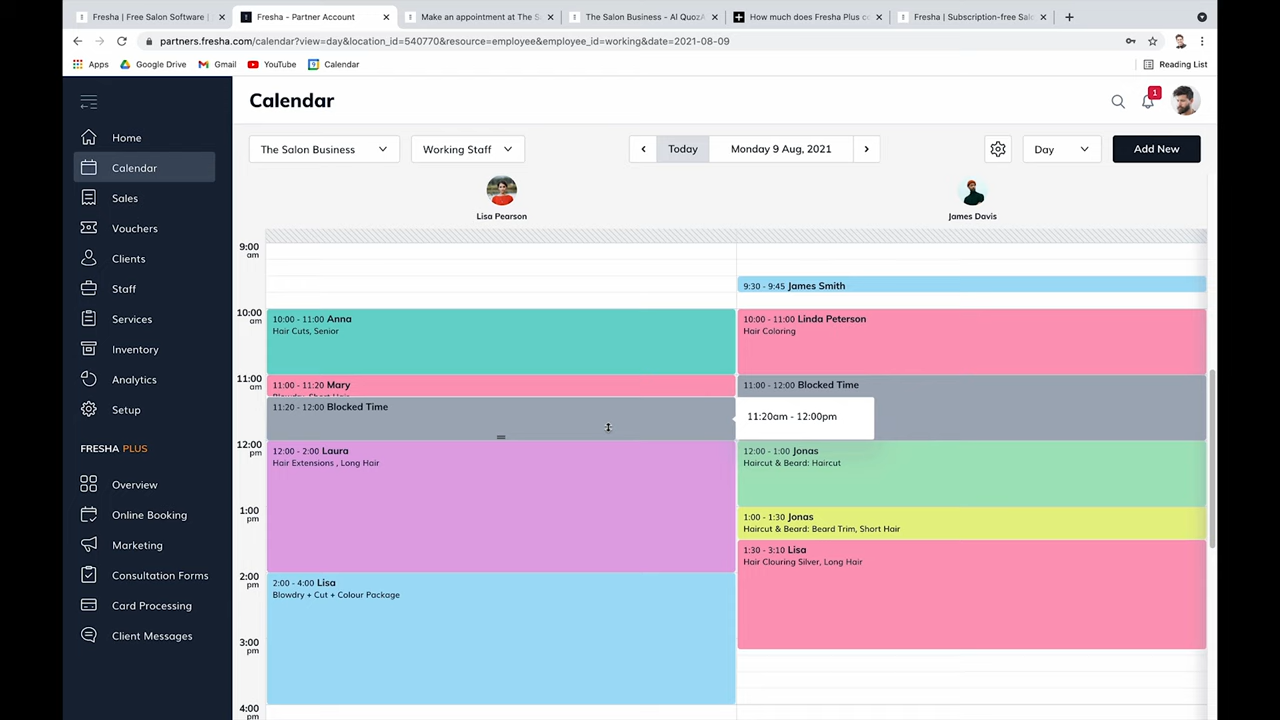 Fresha | Free Salon Software |
Fresha - Partner Account
Make an appointment at The S
The Salon Business - Al QuozA
How much does Fresha Plus co
Fresha | Subscription-free Sal
partners.fresha.com/calendar?view=day&location_id=540770&resource=employee&employee_id=working&date=2021-08-09
Apps
Google Drive
Gmail
YouTube
Calendar
Reading List
Home
Calendar
Sales
Vouchers
Clients
Staff
Services
Inventory
Analytics
Setup
FRESHA PLUS
Overview
Online Booking
Marketing
Consultation Forms
Card Processing
Client Messages
Calendar
1
The Salon Business
Working Staff
Today
Monday 9 Aug, 2021
Day
Add New
Lisa Pearson
James Davis
9:00
am
10:00
am
11:00
am
12:00
pm
1:00
pm
2:00
pm
3:00
pm
4:00
10:00 - 11:00 Anna
Hair Cuts, Senior
11:00 - 11:20 Mary
Blowdry, Short Hair
11:20 - 12:00 Blocked Time
12:00 - 2:00 Laura
Hair Extensions , Long Hair
2:00 - 4:00 Lisa
Blowdry + Cut + Colour Package
9:30 - 9:45 James Smith
10:00 - 11:00 Linda Peterson
Hair Coloring
11:00 - 12:00 Blocked Time
11:20am - 12:00pm
12:00 - 1:00 Jonas
Haircut & Beard: Haircut
1:00 - 1:30 Jonas
Haircut & Beard: Beard Trim, Short Hair
1:30 - 3:10 Lisa
Hair Clouring Silver, Long Hair